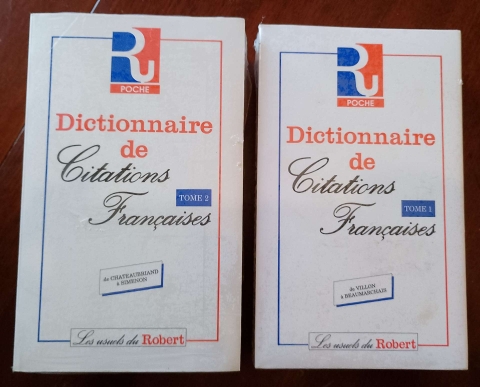 Ru
POCHE
Dictionnaire
de
Citations
TOME 2
Françaises
de CHATEAUBRIAND
à SIMENON
Les usuels du Robert
Ru
POCHE
Dictionnaire
de
Citations
TOME 1
Françaises
de VILLON
à BEAUMARCHAIS
Les usuels du Robert